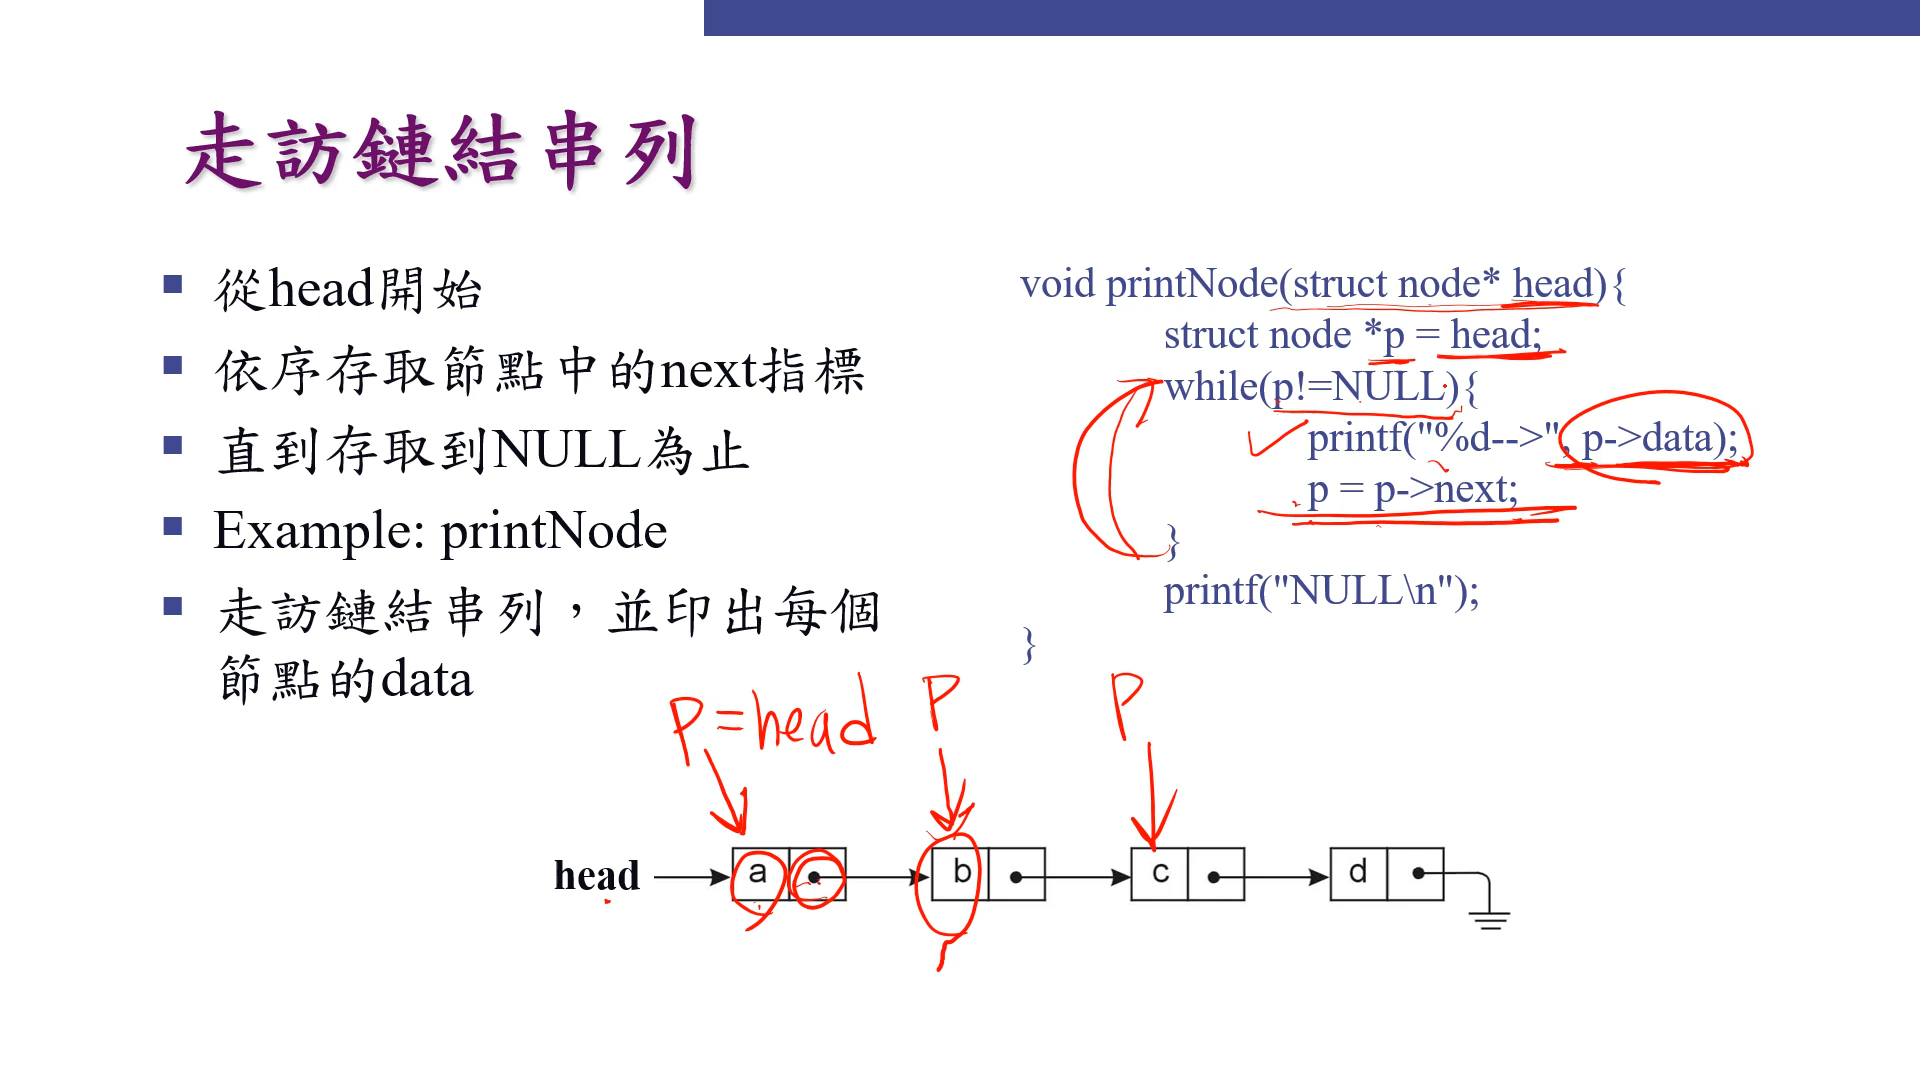 走訪鏈結串列
從head開始
依序存取節點中的next指標
直到存取到NULL為止
Example: printNode
走訪鏈結串列，並印出每個
節點的data
void printNode(struct node* head){
struct node *p = head;
while(p!=NULL){
printf("%d-->", p->data);
p = p->next;
}
printf("NULL\n");
}
P=head P P
head a b c d